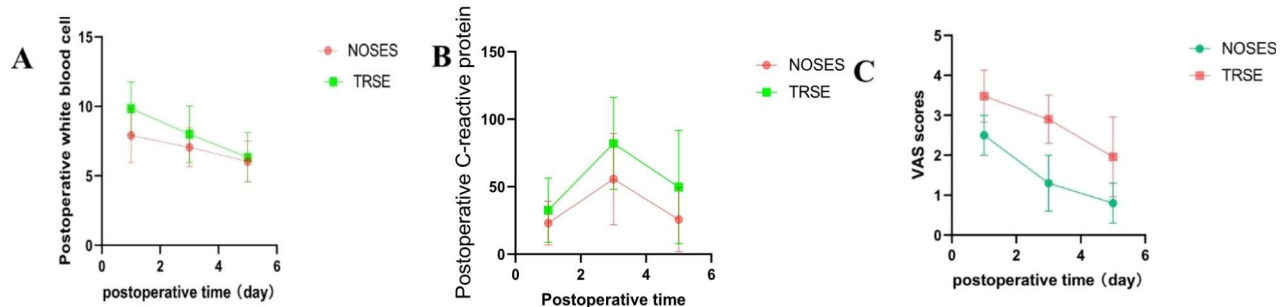 A
Postoperative white blood cell
15
10
5
0
0 2 4 6
postoperative time (day)
NOSES
TRSE
B
Postoperative C-reactive protein
150
100
50
0
0 2 4 6
Postoperative time
NOSES
TRSE
C
VAS scores
5
4
3
2
1
0
0 2 4 6
postoperative time (day)
NOSES
TRSE